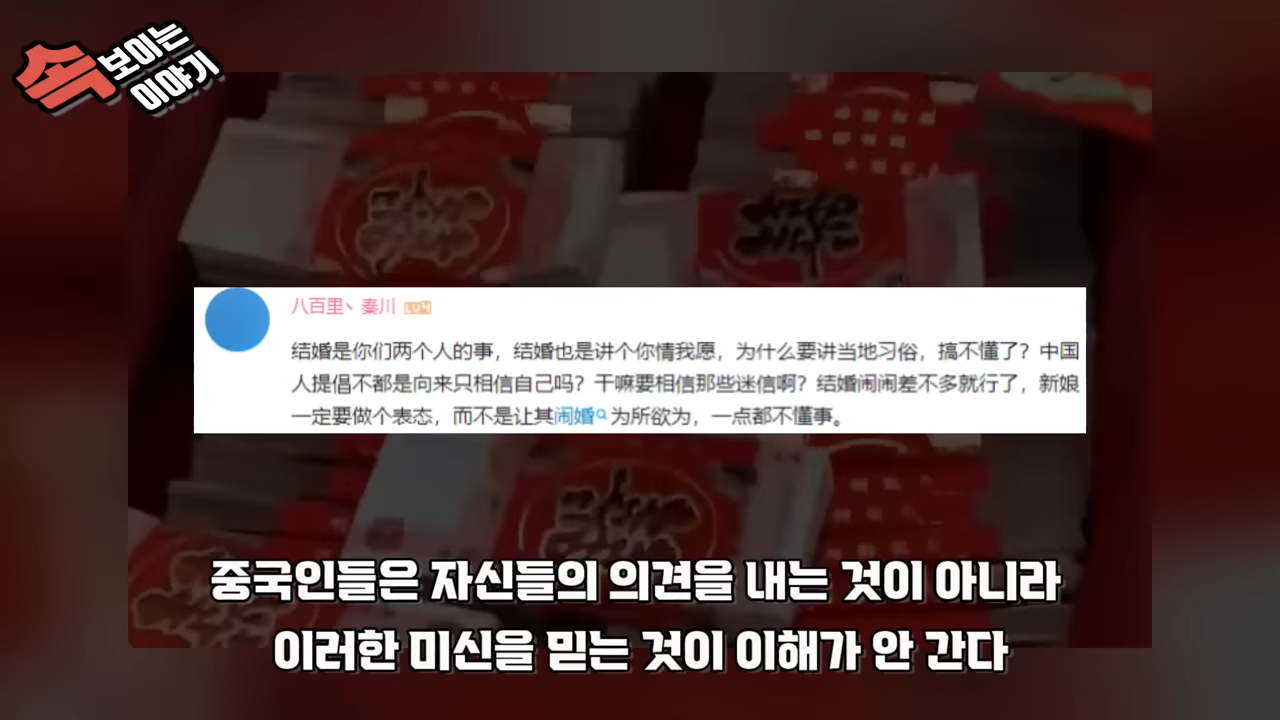 속
보이는
이야기
八百里丶秦川 LV4
结婚是你们两个人的事，结婚也是讲个你情我愿，为什么要讲当地习俗，搞不懂了？中国
人提倡不都是向来只相信自己吗？干嘛要相信那些迷信啊？结婚闹闹差不多就行了，新娘
一定要做个表态，而不是让其闹婚为所欲为，一点都不懂事。
중국인들은 자신들의 의견을 내는 것이 아니라
이러한 미신을 믿는 것이 이해가 안 간다